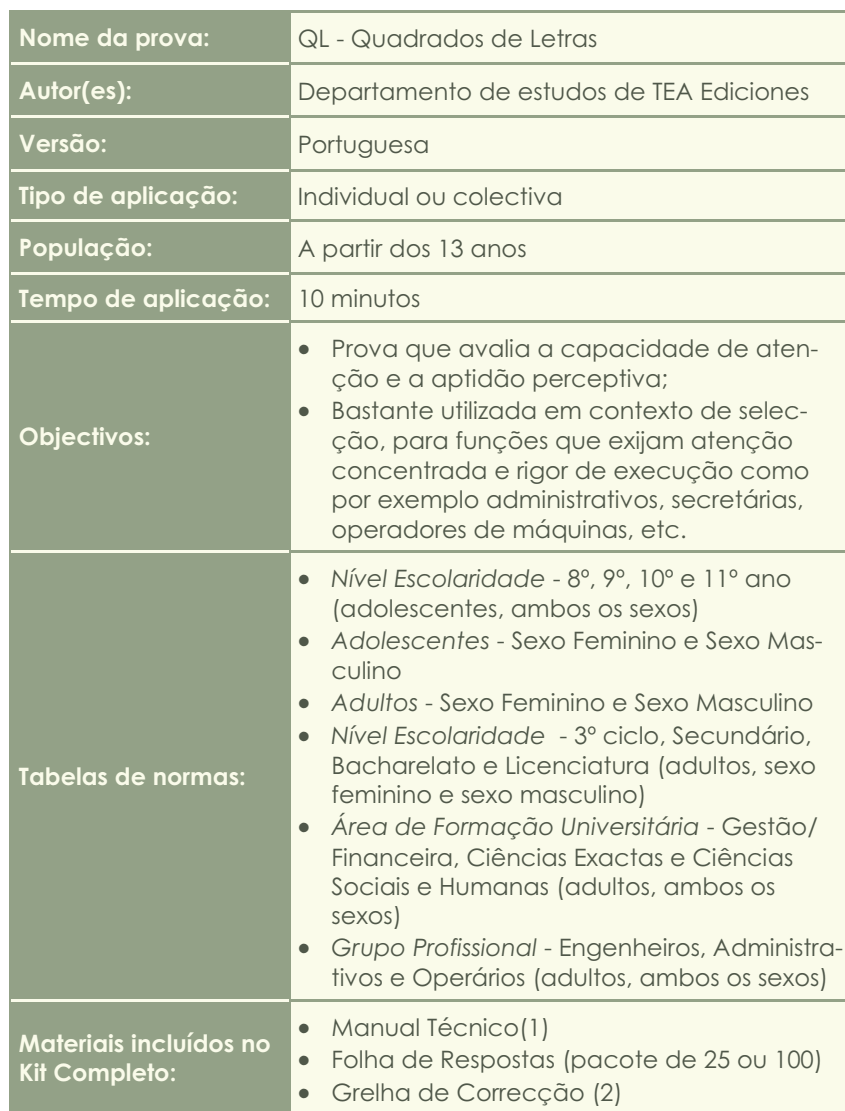 Nome da prova:
QL - Quadrados de Letras
Autor(es):
Departamento de estudos de TEA Ediciones
Versão:
Portuguesa
Tipo de aplicação:
Individual ou colectiva
População:
A partir dos 13 anos
Tempo de aplicação:
10 minutos
Objectivos:
• Prova que avalia a capacidade de aten-
ção e a aptidão perceptiva;
• Bastante utilizada em contexto de selec-
ção, para funções que exijam atenção
concentrada e rigor de execução como
por exemplo administrativos, secretárias,
operadores de máquinas, etc.
Tabelas de normas:
• Nível Escolaridade - 8º, 9º, 10º e 11º ano
(adolescentes, ambos os sexos)
• Adolescentes - Sexo Feminino e Sexo Mas-
culino
• Adultos - Sexo Feminino e Sexo Masculino
• Nível Escolaridade - 3º ciclo, Secundário,
Bacharelato e Licenciatura (adultos, sexo
feminino e sexo masculino)
• Área de Formação Universitária - Gestão/
Financeira, Ciências Exactas e Ciências
Sociais e Humanas (adultos, ambos os
sexos)
• Grupo Profissional - Engenheiros, Administra-
tivos e Operários (adultos, ambos os sexos)
Materiais incluídos no
Kit Completo:
• Manual Técnico(1)
• Folha de Respostas (pacote de 25 ou 100)
• Grelha de Correcção (2)